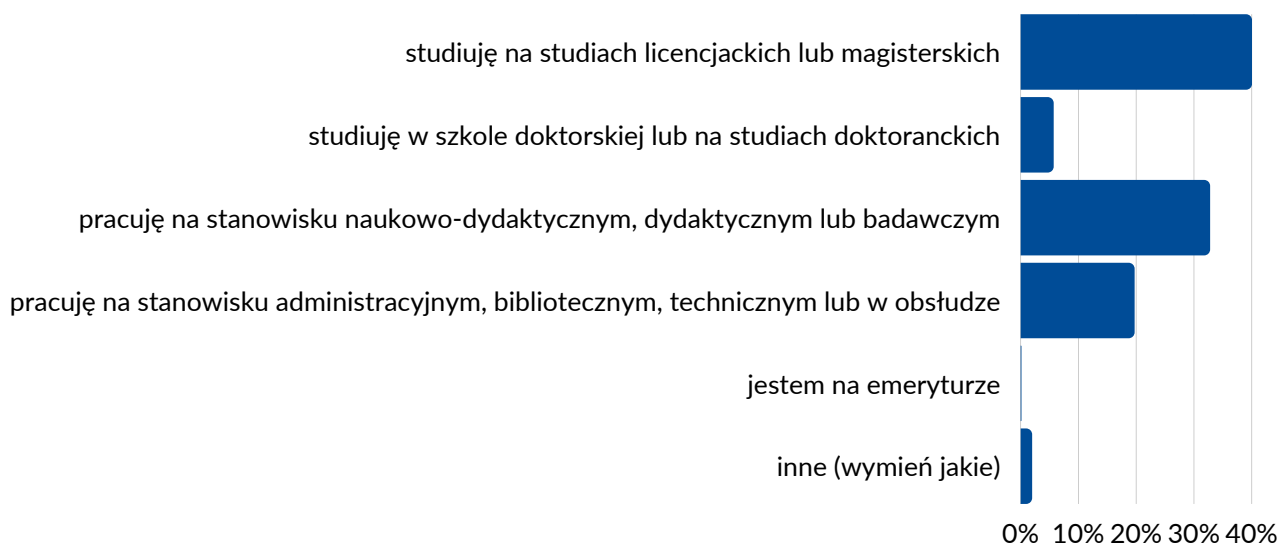 studiuję na studiach licencjackich lub magisterskich
studiuję w szkole doktorskiej lub na studiach doktoranckich
pracuję na stanowisku naukowo-dydaktycznym, dydaktycznym lub badawczym
pracuję na stanowisku administracyjnym, bibliotecznym, technicznym lub w obsłudze
jestem na emeryturze
inne (wymień jakie)
0% 10% 20% 30% 40%